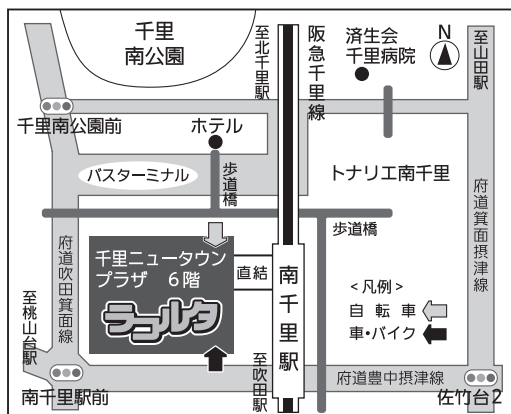 千里
南公園
至北千里駅
阪急千里線
済生会
千里病院
N
至山田駅
千里南公園前
ホテル
バスターミナル
歩道橋
トナリエ南千里
府道箕面摂津線
歩道橋
府道吹田箕面線
千里ニュータウン
プラザ 6階
ラコルタ
直結
南千里駅
<凡例>
自転車
車・バイク
至桃山台駅
南千里駅前
至吹田駅
府道豊中摂津線
佐竹台2